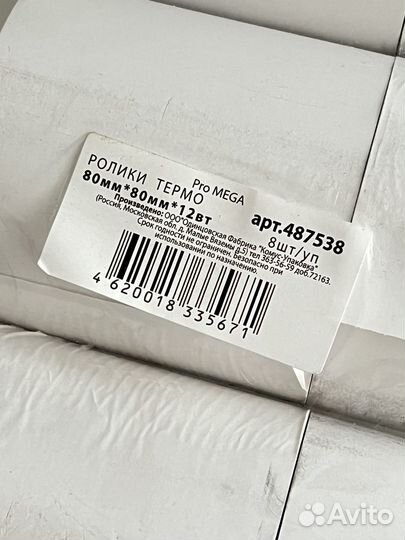 Pro MEGA
РОЛИКИ ТЕРМО
80мм*80мм*12вт
арт.487538
8шт/уп
Произведено: ООО"Одинцовская Фабрика "Комус-Упаковка"
(Россия, Московская обл. д. Малые Вяземы д.5) тел 363-56-59 доб.72163.
Срок годности не ограничен. Безопасно при
использовании по назначению.
4 620018 335671
Avito